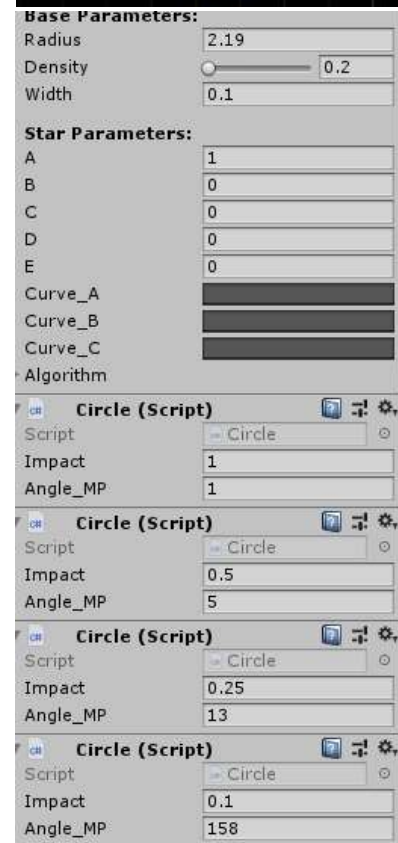 Base Parameters:
Radius 2.19
Density 0.2
Width 0.1
Star Parameters:
A 1
B 0
C 0
D 0
E 0
Curve_A
Curve_B
Curve_C
Algorithm
c# Circle (Script)
Script Circle
Impact 1
Angle_MP 1
c# Circle (Script)
Script Circle
Impact 0.5
Angle_MP 5
c# Circle (Script)
Script Circle
Impact 0.25
Angle_MP 13
c# Circle (Script)
Script Circle
Impact 0.1
Angle_MP 158